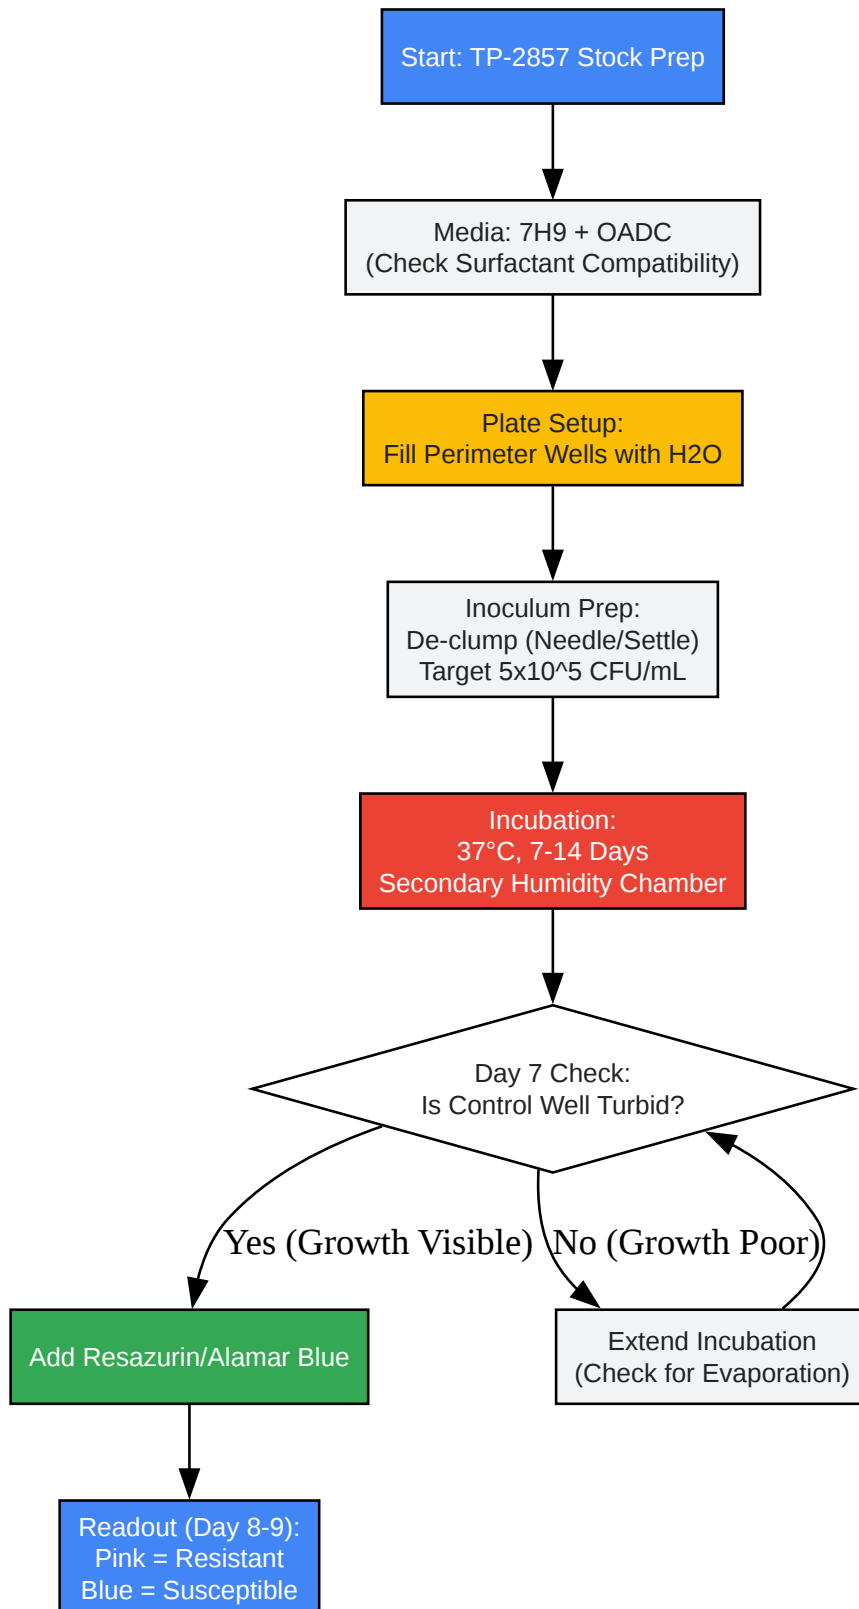 Start: TP-2857 Stock Prep
Media: 7H9 + OADC
(Check Surfactant Compatibility)
Plate Setup:
Fill Perimeter Wells with H2O
Inoculum Prep:
De-clump (Needle/Settle)
Target 5x10^5 CFU/mL
Incubation:
37°C, 7-14 Days
Secondary Humidity Chamber
Day 7 Check:
Is Control Well Turbid?
Yes (Growth Visible)
No (Growth Poor)
Add Resazurin/Alamar Blue
Extend Incubation
(Check for Evaporation)
Readout (Day 8-9):
Pink = Resistant
Blue = Susceptible